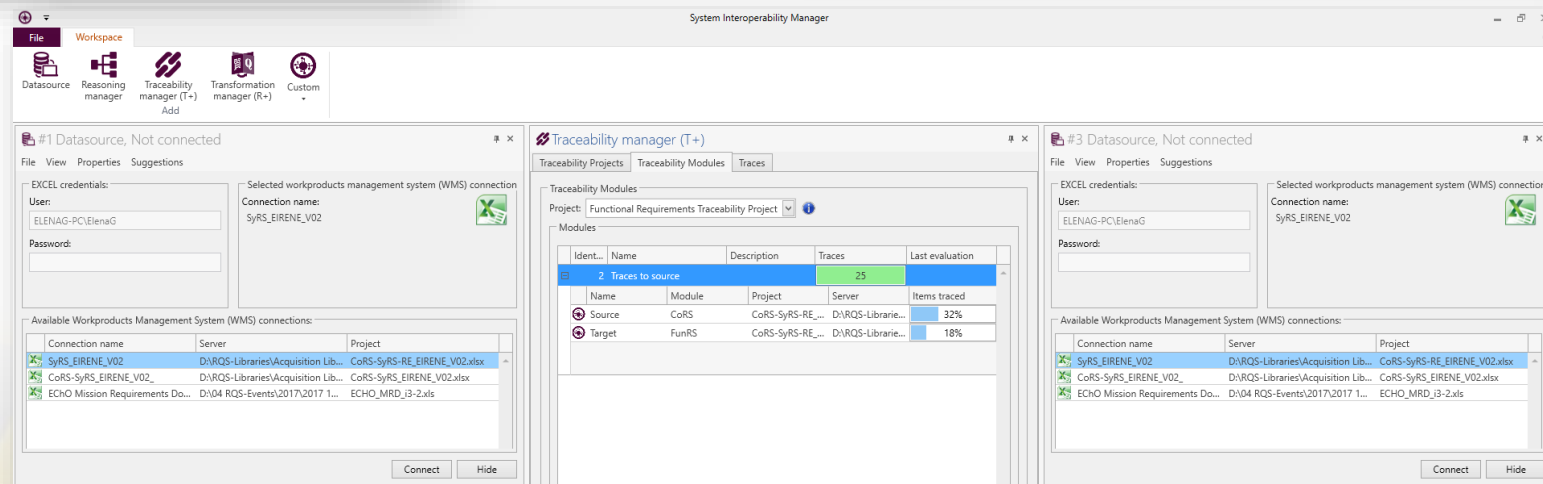 System Interoperability Manager
File Workspace
Datasource
Reasoning manager
Traceability manager (T+)
Transformation manager (R+)
Custom
Add
#1 Datasource, Not connected
File View Properties Suggestions
EXCEL credentials:
User:
ELENAG-PC\ElenaG
Password:
Selected workproducts management system (WMS) connection
Connection name:
SyRS_EIRENE_V02
Available Workproducts Management System (WMS) connections:
Connection name Server Project
SyRS_EIRENE_V02 D:\RQS-Libraries\Acquisition Lib... CoRS-SyRS-RE_EIRENE_V02.xlsx
CoRS-SyRS_EIRENE_V02_ D:\RQS-Libraries\Acquisition Lib... CoRS-SyRS_EIRENE_V02.xlsx
EChO Mission Requirements Do... D:\04 RQS-Events\2017\2017 1... ECHO_MRD_i3-2.xls
Connect Hide
Traceability manager (T+)
Traceability Projects Traceability Modules Traces
Traceability Modules
Project: Functional Requirements Traceability Project
Modules
Ident... Name Description Traces Last evaluation
2 Traces to source 25
Name Module Project Server Items traced
Source CoRS CoRS-SyRS-RE_... D:\RQS-Librarie... 32%
Target FunRS CoRS-SyRS-RE_... D:\RQS-Librarie... 18%
#3 Datasource, Not connected
File View Properties Suggestions
EXCEL credentials:
User:
ELENAG-PC\ElenaG
Password:
Selected workproducts management system (WMS) connection
Connection name:
SyRS_EIRENE_V02
Available Workproducts Management System (WMS) connections:
Connection name Server Project
SyRS_EIRENE_V02 D:\RQS-Libraries\Acquisition Lib... CoRS-SyRS-RE_EIRENE_V02.xlsx
CoRS-SyRS_EIRENE_V02_ D:\RQS-Libraries\Acquisition Lib... CoRS-SyRS_EIRENE_V02.xlsx
EChO Mission Requirements Do... D:\04 RQS-Events\2017\2017 1... ECHO_MRD_i3-2.xls
Connect Hide